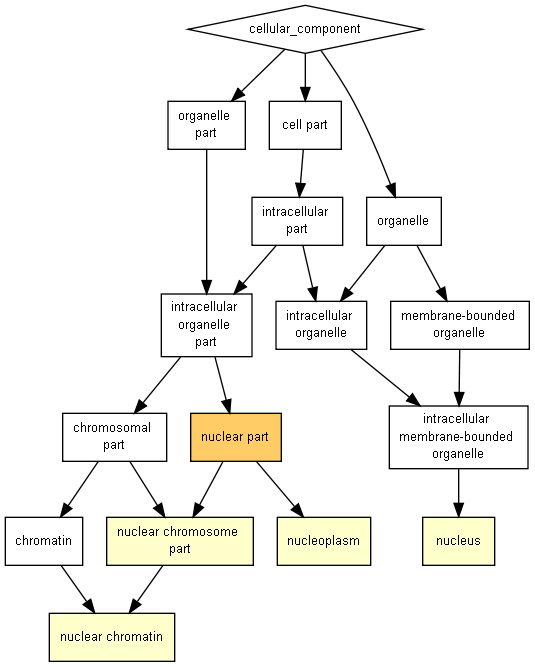 cellular_component
organelle
part
cell part
intracellular
part
organelle
intracellular
organelle
part
intracellular
organelle
membrane-bounded
organelle
chromosomal
part
nuclear part
intracellular
membrane-bounded
organelle
chromatin
nuclear chromosome
part
nucleoplasm
nucleus
nuclear chromatin